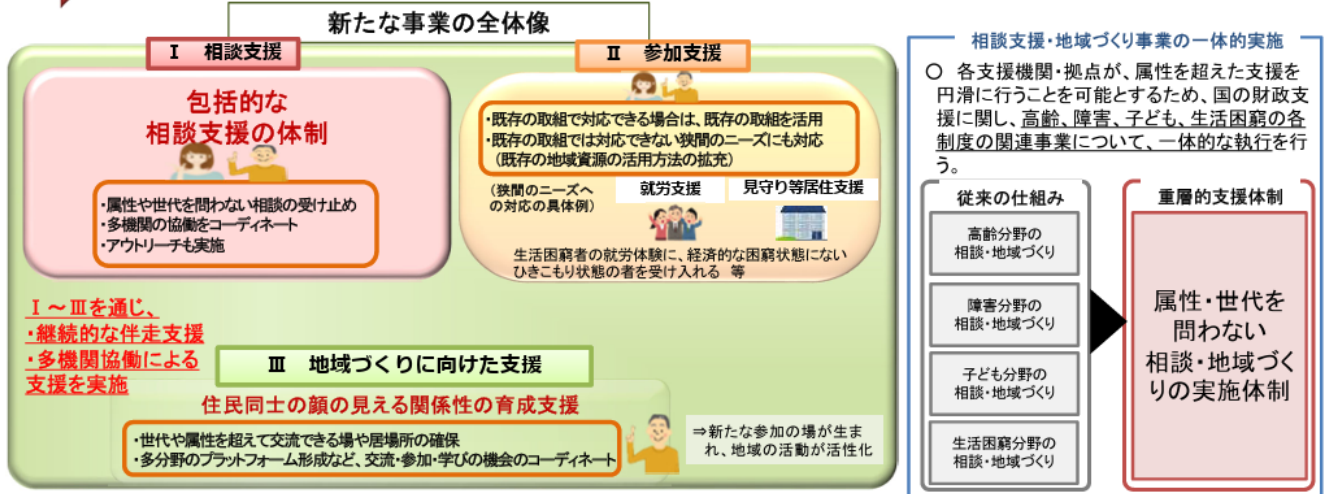 新たな事業の全体像
Ⅰ 相談支援
包括的な
相談支援の体制
・属性や世代を問わない相談の受け止め
・多機関の協働をコーディネート
・アウトリーチも実施
Ⅱ 参加支援
・既存の取組で対応できる場合は、既存の取組を活用
・既存の取組では対応できない狭間のニーズにも対応
(既存の地域資源の活用方法の拡充)
(狭間のニーズへ
の対応の具体例)
就労支援
見守り等居住支援
生活困窮者の就労体験に、経済的な困窮状態にない
ひきこもり状態の者を受け入れる 等
Ⅰ～Ⅲを通じ、
・継続的な伴走支援
・多機関協働による
支援を実施
Ⅲ 地域づくりに向けた支援
住民同士の顔の見える関係性の育成支援
・世代や属性を超えて交流できる場や居場所の確保
・多分野のプラットフォーム形成など、交流・参加・学びの機会のコーディネート
⇒新たな参加の場が生ま
れ、地域の活動が活性化
相談支援・地域づくり事業の一体的実施
○ 各支援機関・拠点が、属性を超えた支援を
円滑に行うことを可能とするため、国の財政支
援に関し、高齢、障害、子ども、生活困窮の各
制度の関連事業について、一体的な執行を行
う。
従来の仕組み
高齢分野の
相談・地域づくり
障害分野の
相談・地域づくり
子ども分野の
相談・地域づくり
生活困窮分野の
相談・地域づくり
重層的支援体制
属性・世代を
問わない
相談・地域づく
りの実施体制